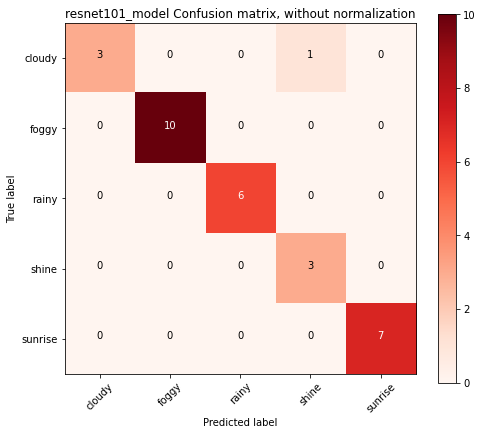 resnet101_model Confusion matrix, without normalization
True label
cloudy 3 0 0 1 0
foggy 0 10 0 0 0
rainy 0 0 6 0 0
shine 0 0 0 3 0
sunrise 0 0 0 0 7
cloudy foggy rainy shine sunrise
Predicted label
10
8
6
4
2
0